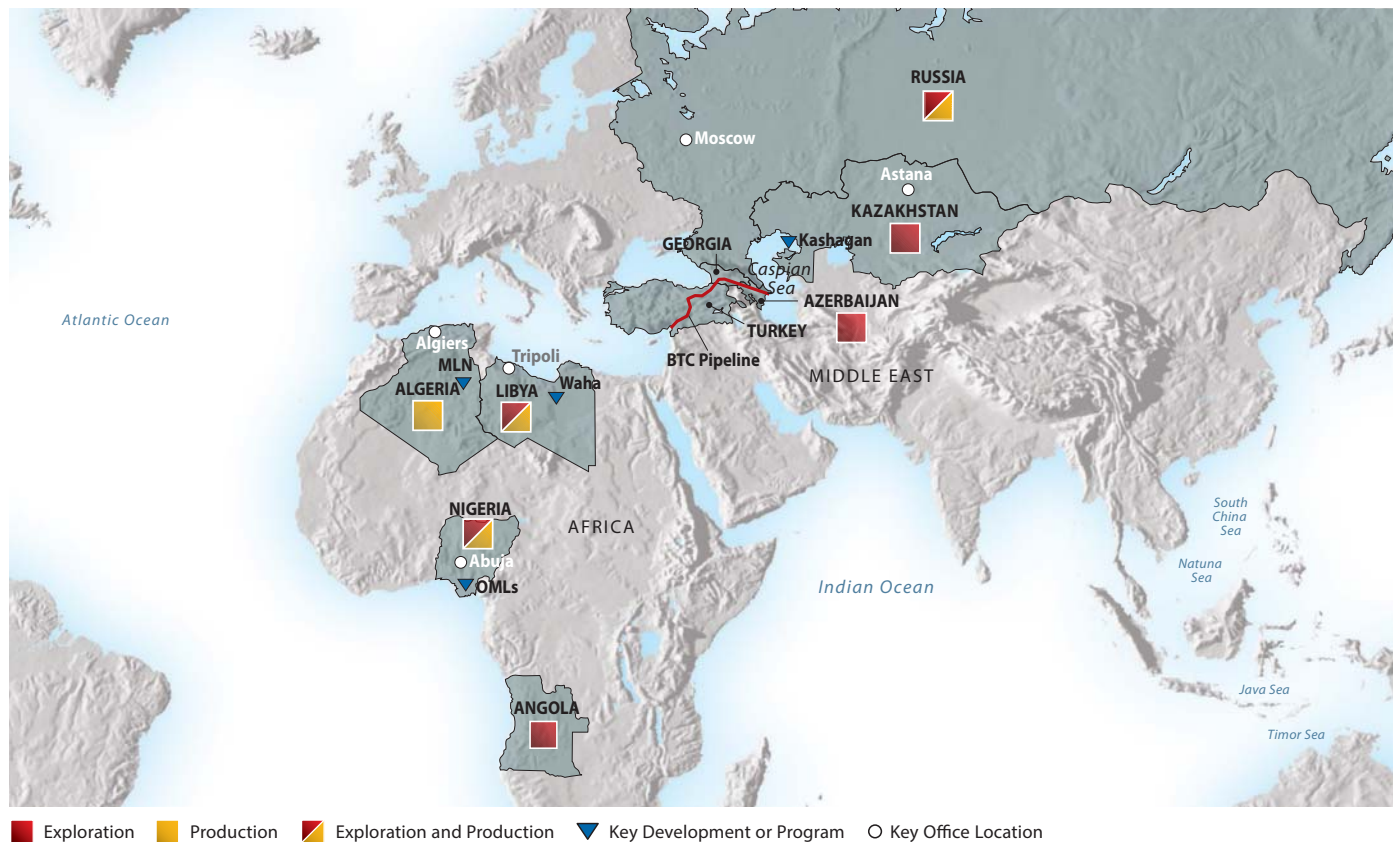 RUSSIA
Moscow
Astana
KAZAKHSTAN
GEORGIA
Kashagan
Caspian
Sea
AZERBAIJAN
Atlantic Ocean
TURKEY
Algiers
Tripoli
BTC Pipeline
MLN
MIDDLE EAST
ALGERIA
LIBYA
Waha
NIGERIA
AFRICA
South
China
Sea
Abuja
Natuna
Sea
OMLs
Indian Ocean
Java Sea
ANGOLA
Timor Sea
Exploration
Production
Exploration and Production
Key Development or Program
Key Office Location